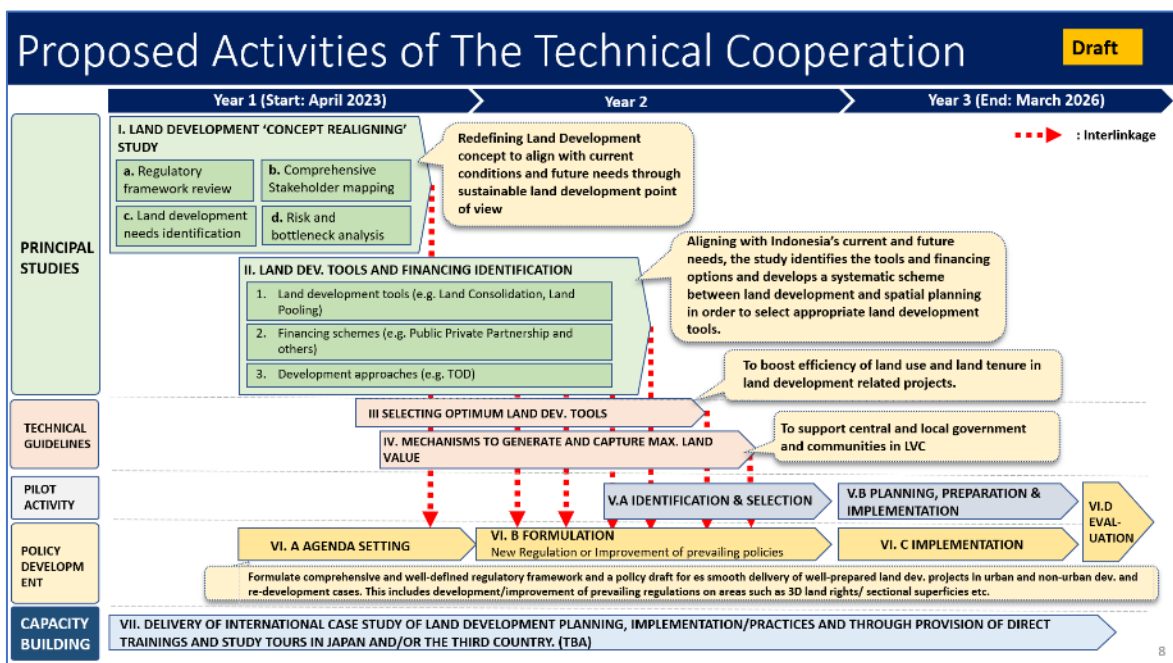 Proposed Activities of The Technical Cooperation
Draft
Year 1 (Start: April 2023)
Year 2
Year 3 (End: March 2026)
: Interlinkage
PRINCIPAL
STUDIES
I. LAND DEVELOPMENT ‘CONCEPT REALIGNING’
STUDY
a. Regulatory
framework review
b. Comprehensive
Stakeholder mapping
c. Land development
needs identification
d. Risk and
bottleneck analysis
Redefining Land Development
concept to align with current
conditions and future needs through
sustainable land development point
of view
II. LAND DEV. TOOLS AND FINANCING IDENTIFICATION
1. Land development tools (e.g. Land Consolidation, Land
Pooling)
2. Financing schemes (e.g. Public Private Partnership and
others)
3. Development approaches (e.g. TOD)
Aligning with Indonesia’s current and future
needs, the study identifies the tools and financing
options and develops a systematic scheme
between land development and spatial planning
in order to select appropriate land development
tools.
TECHNICAL
GUIDELINES
III SELECTING OPTIMUM LAND DEV. TOOLS
To boost efficiency of land use and land tenure in
land development related projects.
IV. MECHANISMS TO GENERATE AND CAPTURE MAX. LAND
VALUE
To support central and local government
and communities in LVC
PILOT
ACTIVITY
V.A IDENTIFICATION & SELECTION
V.B PLANNING, PREPARATION &
IMPLEMENTATION
VI.D
EVAL-
UATION
POLICY
DEVELOPM
ENT
VI. A AGENDA SETTING
VI. B FORMULATION
New Regulation or Improvement of prevailing policies
VI. C IMPLEMENTATION
Formulate comprehensive and well-defined regulatory framework and a policy draft for es smooth delivery of well-prepared land dev. projects in urban and non-urban dev. and
re-development cases. This includes development/improvement of prevailing regulations on areas such as 3D land rights/ sectional superficies etc.
CAPACITY
BUILDING
VII. DELIVERY OF INTERNATIONAL CASE STUDY OF LAND DEVELOPMENT PLANNING, IMPLEMENTATION/PRACTICES AND THROUGH PROVISION OF DIRECT
TRAININGS AND STUDY TOURS IN JAPAN AND/OR THE THIRD COUNTRY. (TBA)
8